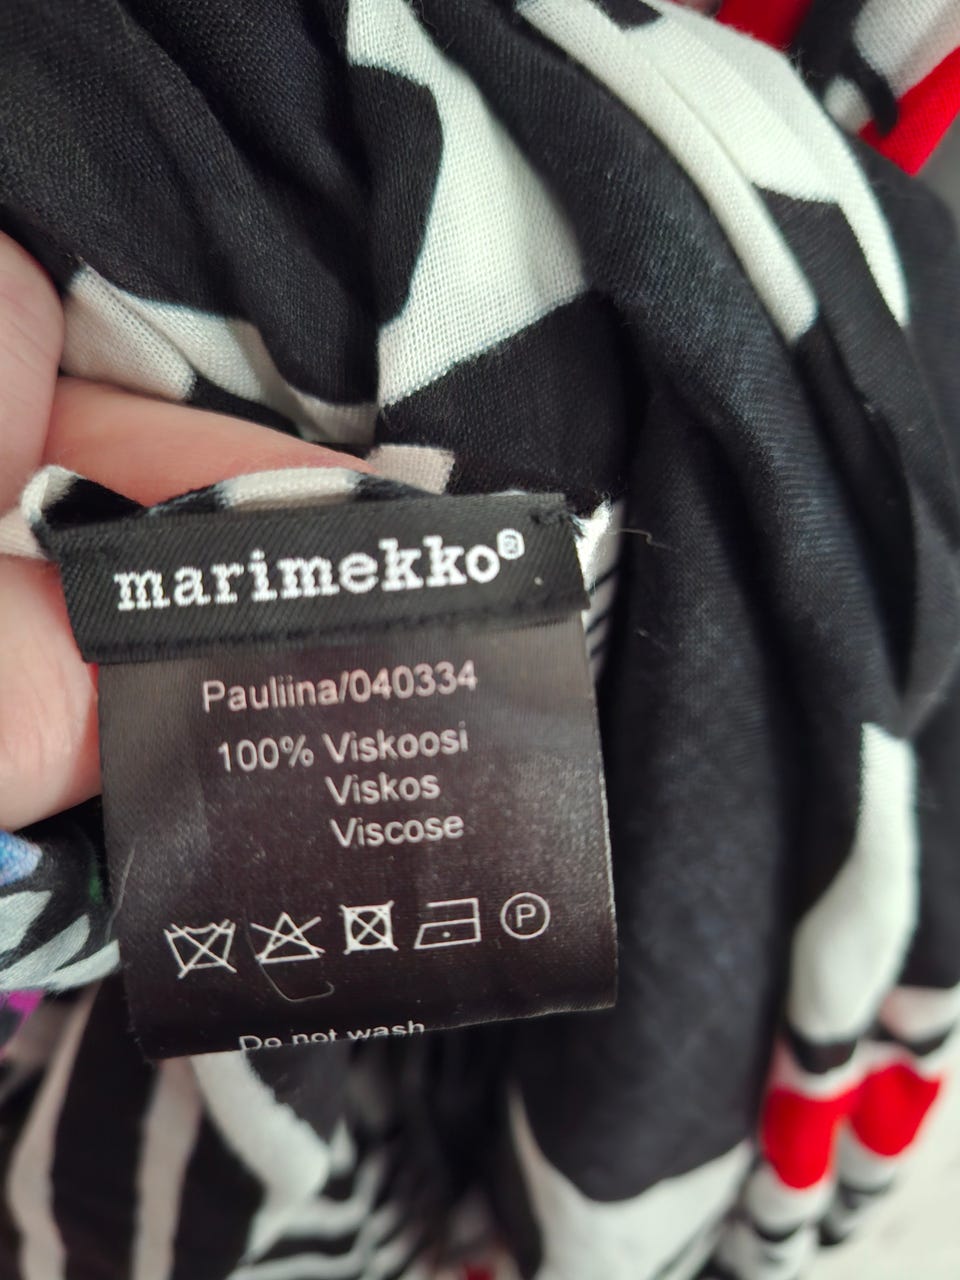 marimekko®
Pauliina/040334
100% Viskoosi
Viskos
Viscose
P
Do not wash